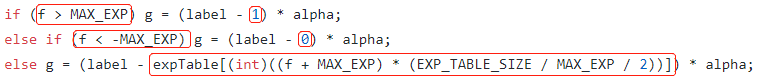 if (f > MAX_EXP) g = (label - 1) * alpha;
else if (f < -MAX_EXP) g = (label - 0) * alpha;
else g = (label - expTable[(int)((f + MAX_EXP) * (EXP_TABLE_SIZE / MAX_EXP / 2))]) * alpha;